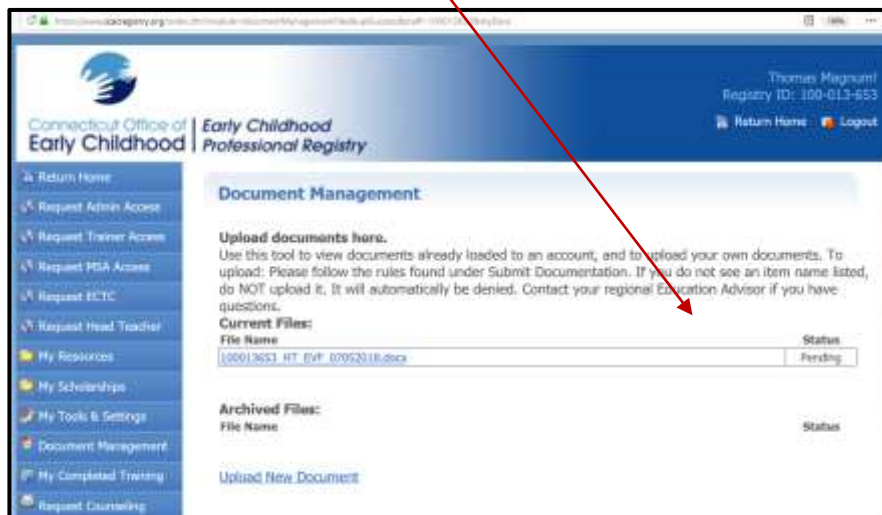 Thomas Magnum!
Registry ID: 100-013-653
Return Home Logout
Connecticut Office of Early Childhood
Early Childhood Professional Registry
Return Home
Request Admin Access
Request Trainer Access
Request MSA Access
Request ECTC
Request Head Teacher
My Resources
My Scholarships
My Tools & Settings
Document Management
My Completed Training
Request Counseling
Document Management
Upload documents here.
Use this tool to view documents already loaded to an account, and to upload your own documents. To
upload: Please follow the rules found under Submit Documentation. If you do not see an item name listed,
do NOT upload it. It will automatically be denied. Contact your regional Education Advisor if you have
questions.
Current Files:
File Name Status
100013653_HT_EVF_07052018.docx Pending
Archived Files:
File Name Status
Upload New Document